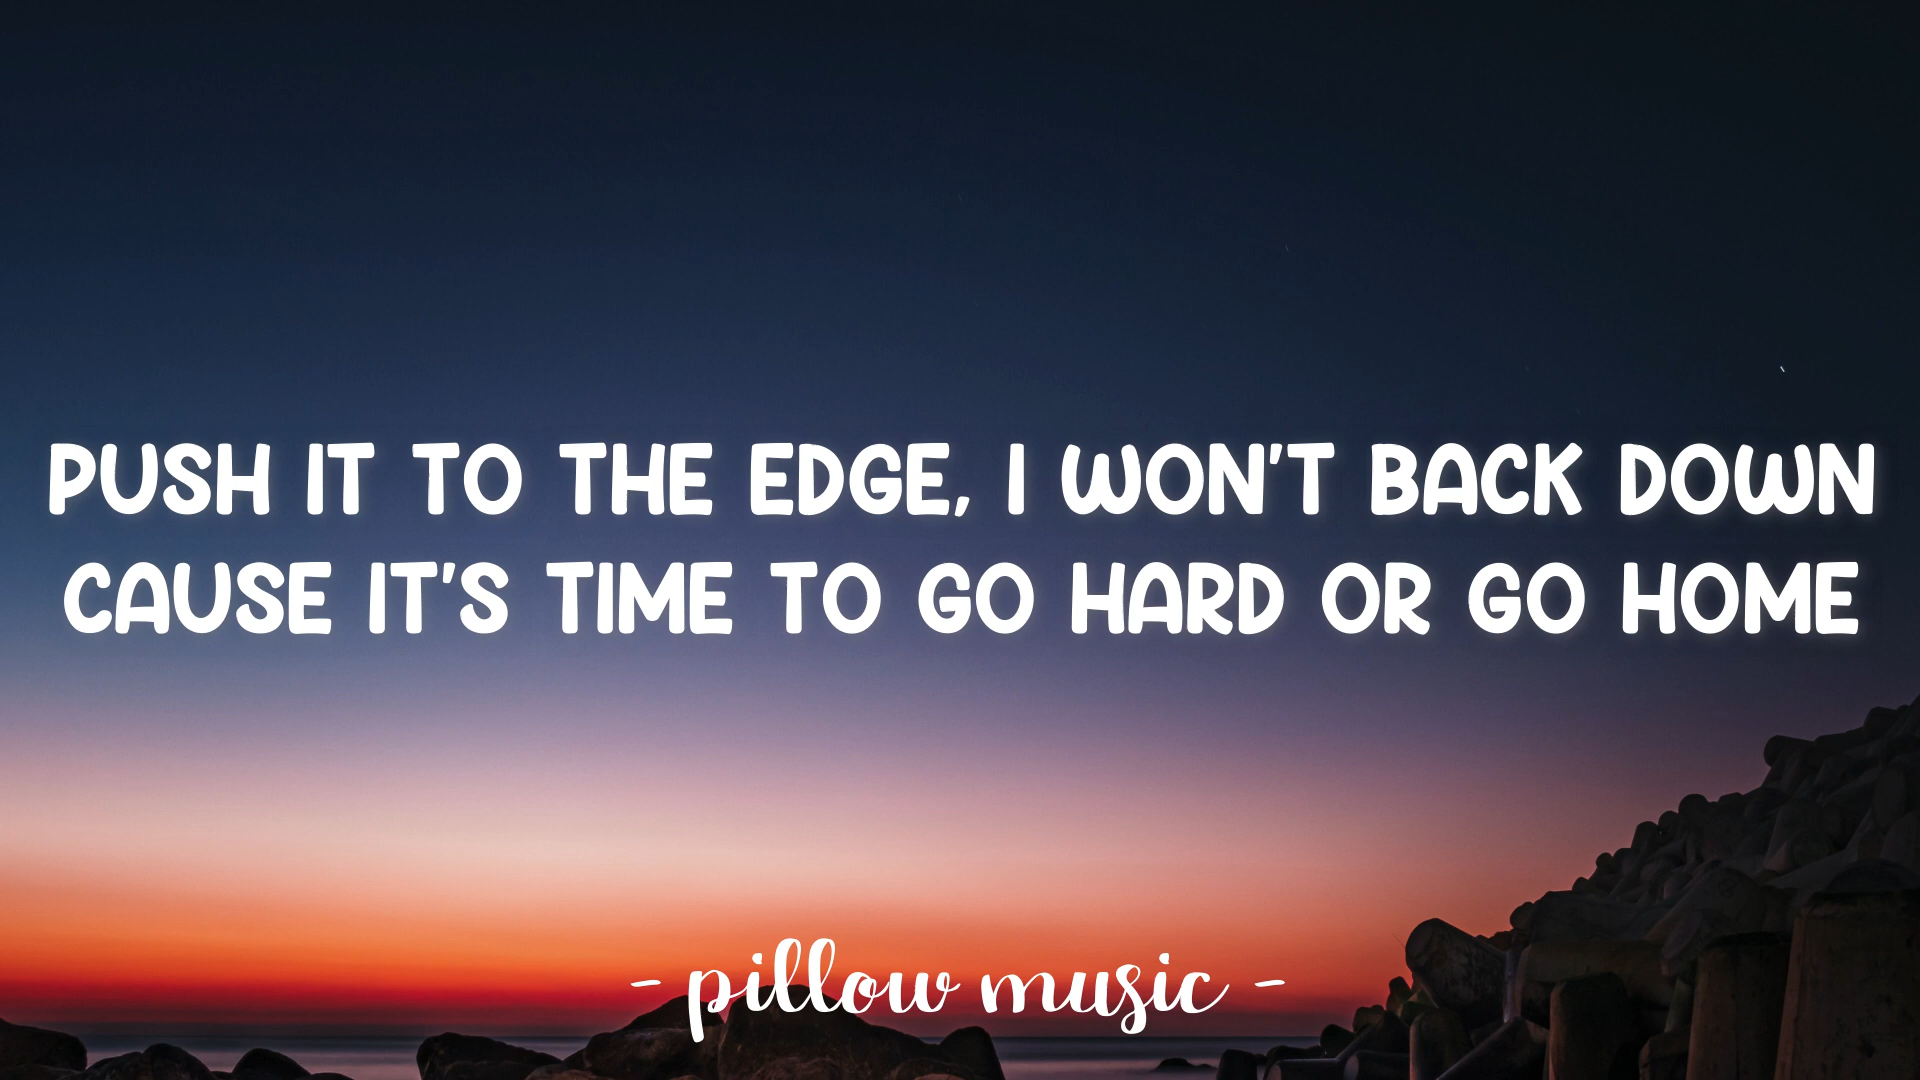 PUSH IT TO THE EDGE, I WON'T BACK DOWN
CAUSE IT'S TIME TO GO HARD OR GO HOME
- pillow music -